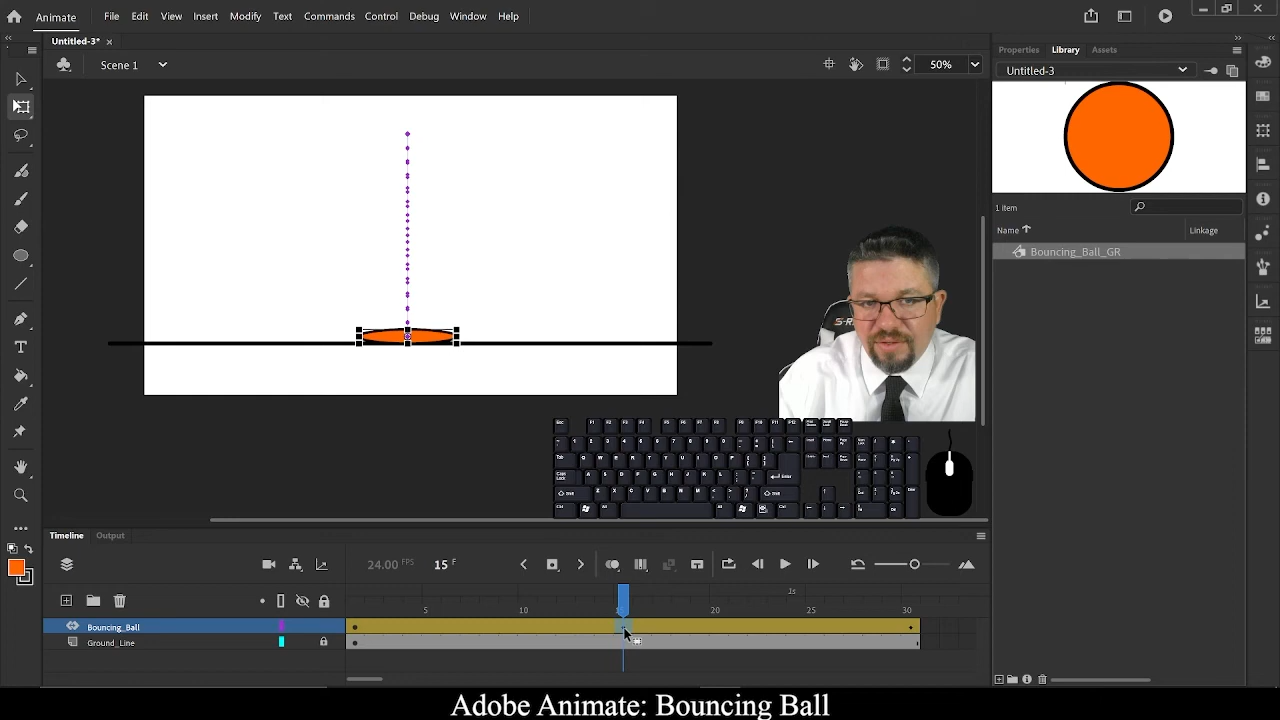 Animate File Edit View Insert Modify Text Commands Control Debug Window Help
Untitled-3* ×
Scene 1
50%
Properties Library Assets
Untitled-3
1 item
Name Linkage
Bouncing_Ball_GR
Timeline Output
24.00 FPS 15 F
1s
5 10 15 20 25 30
Bouncing_Ball
Ground_Line
Adobe Animate: Bouncing Ball